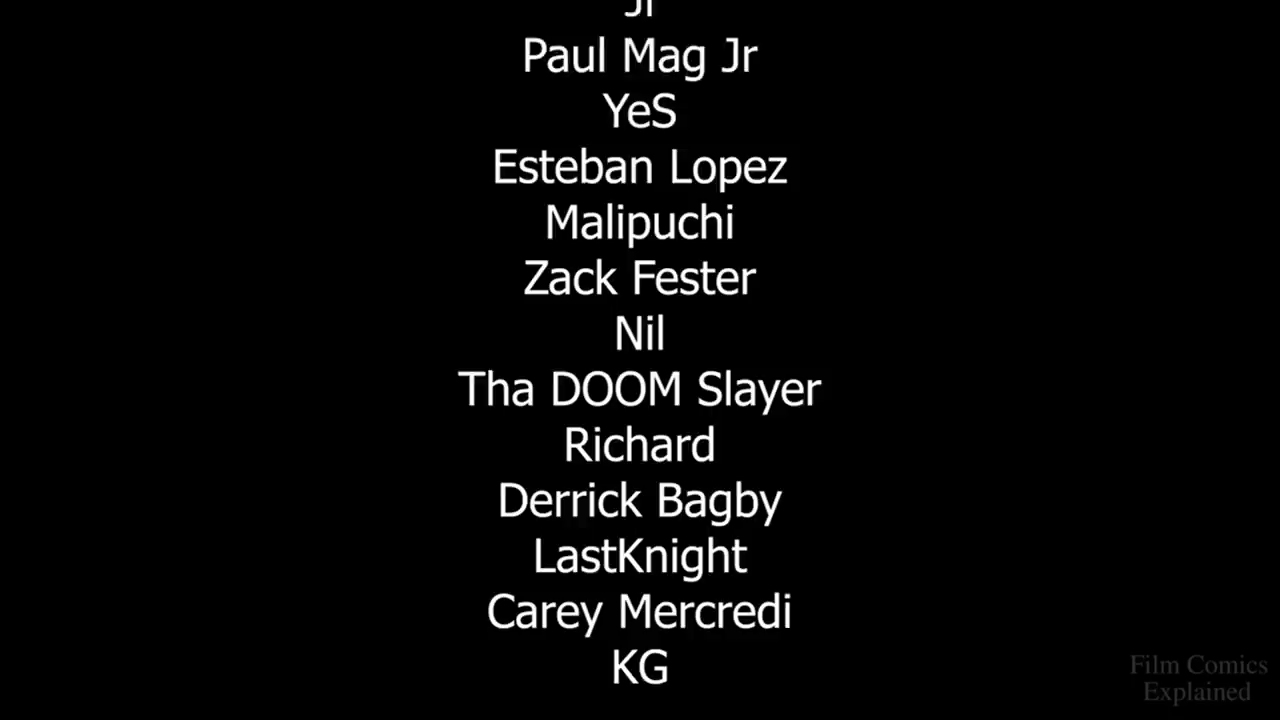 Jr
Paul Mag Jr
YeS
Esteban Lopez
Malipuchi
Zack Fester
Nil
Tha DOOM Slayer
Richard
Derrick Bagby
LastKnight
Carey Mercredi
KG
Film Comics
Explained